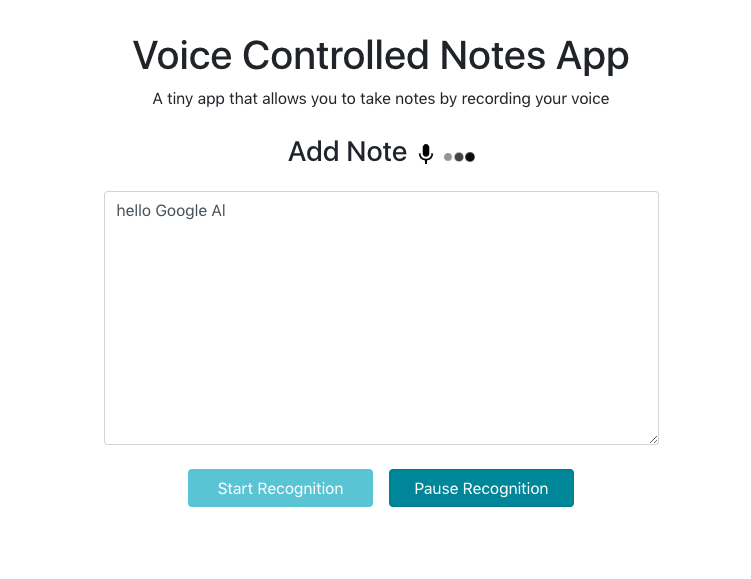 Voice Controlled Notes App
A tiny app that allows you to take notes by recording your voice
Add Note
hello Google AI
Start Recognition
Pause Recognition